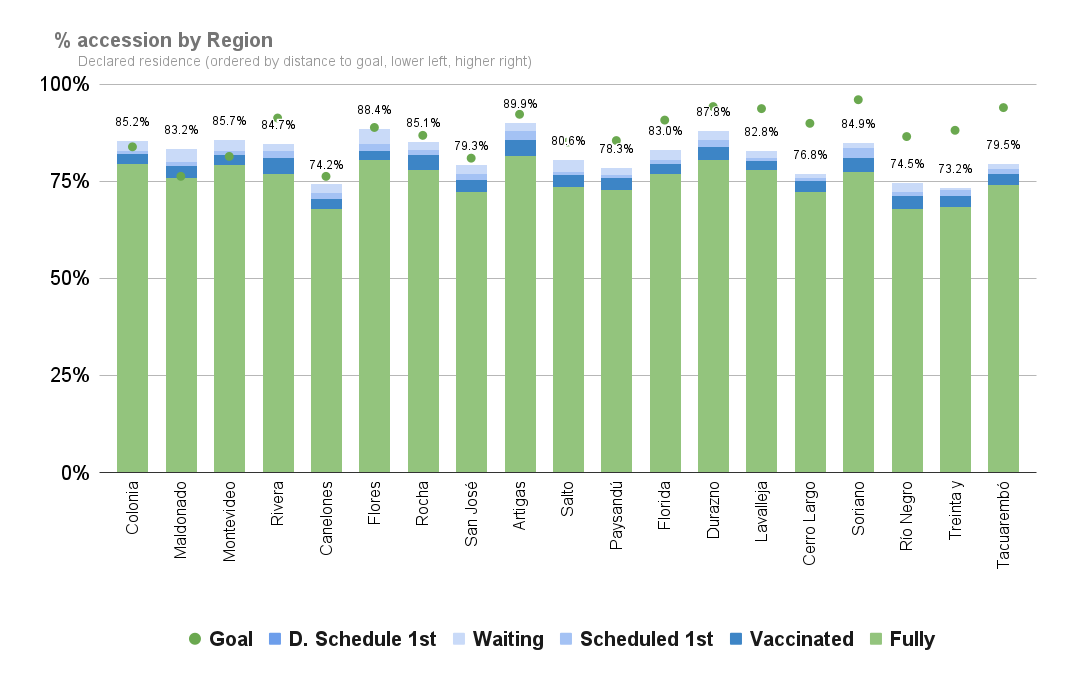 % accession by Region
Declared residence (ordered by distance to goal, lower left, higher right)
100%
75%
50%
25%
0%
85.2%
83.2%
85.7%
84.7%
74.2%
88.4%
85.1%
79.3%
89.9%
80.6%
78.3%
83.0%
87.8%
82.8%
76.8%
84.9%
74.5%
73.2%
79.5%
Colonia
Maldonado
Montevideo
Rivera
Canelones
Flores
Rocha
San José
Artigas
Salto
Paysandú
Florida
Durazno
Lavalleja
Cerro Largo
Soriano
Río Negro
Treinta y
Tacuarembó
Goal
D. Schedule 1st
Waiting
Scheduled 1st
Vaccinated
Fully